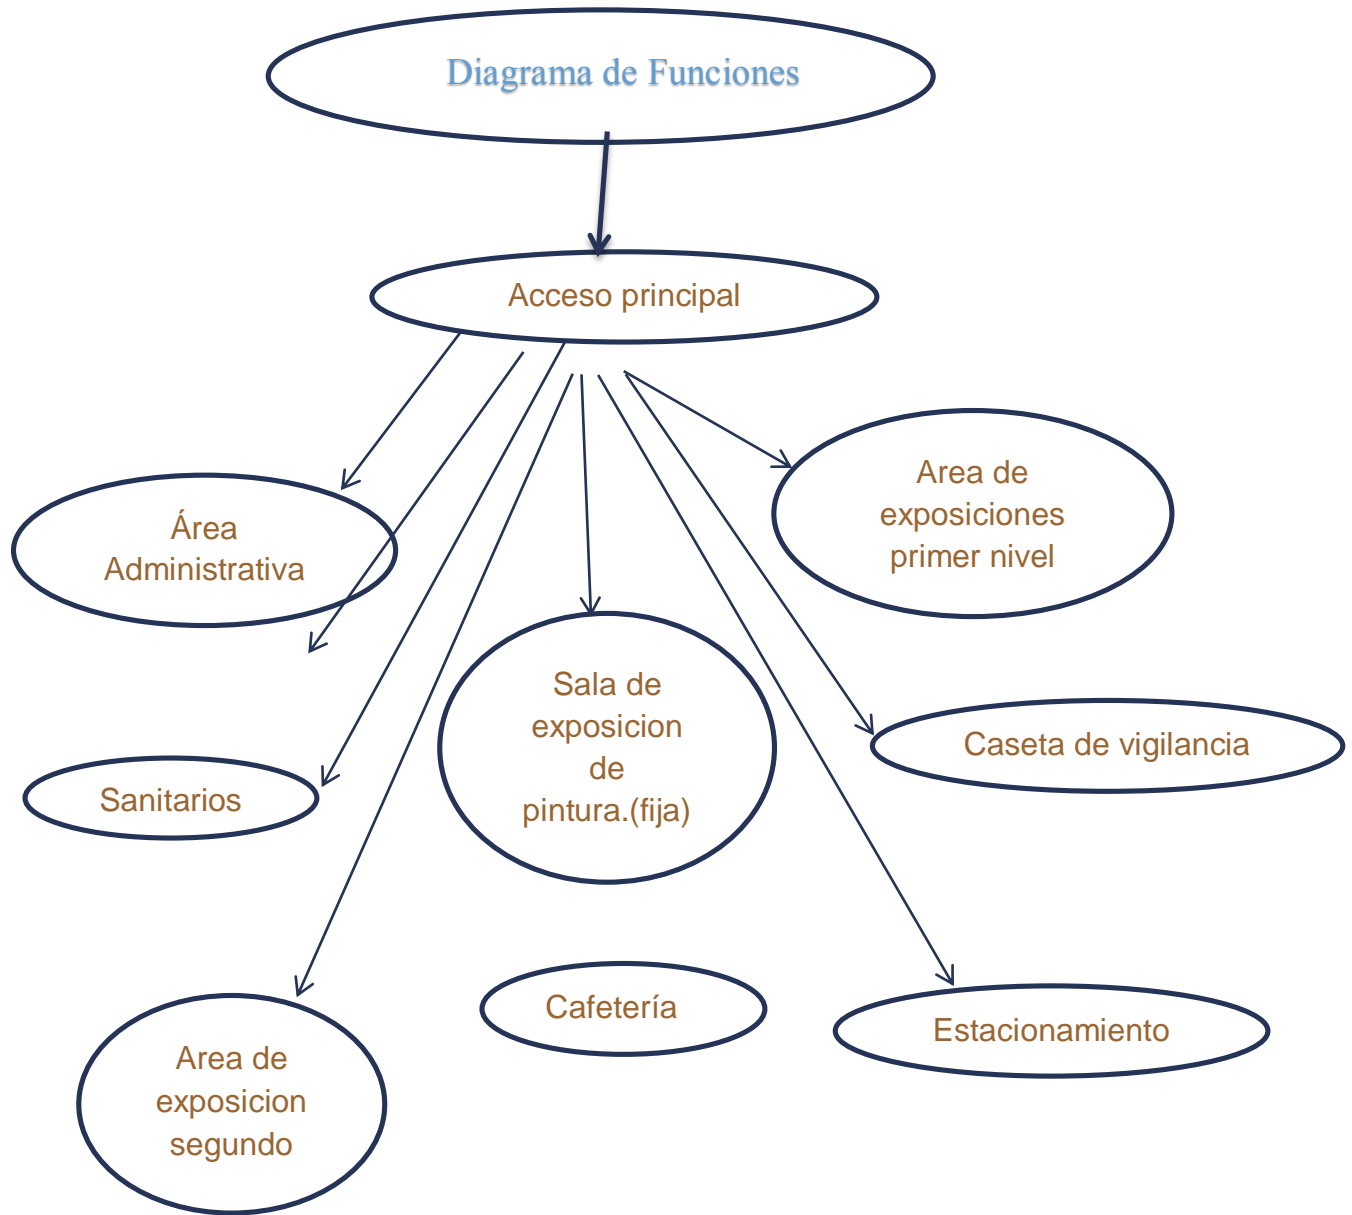 Diagrama de Funciones
Acceso principal
Área
Administrativa
Area de
exposiciones
primer nivel
Sala de
exposicion
de
pintura.(fija)
Caseta de vigilancia
Sanitarios
Cafetería
Estacionamiento
Area de
exposicion
segundo